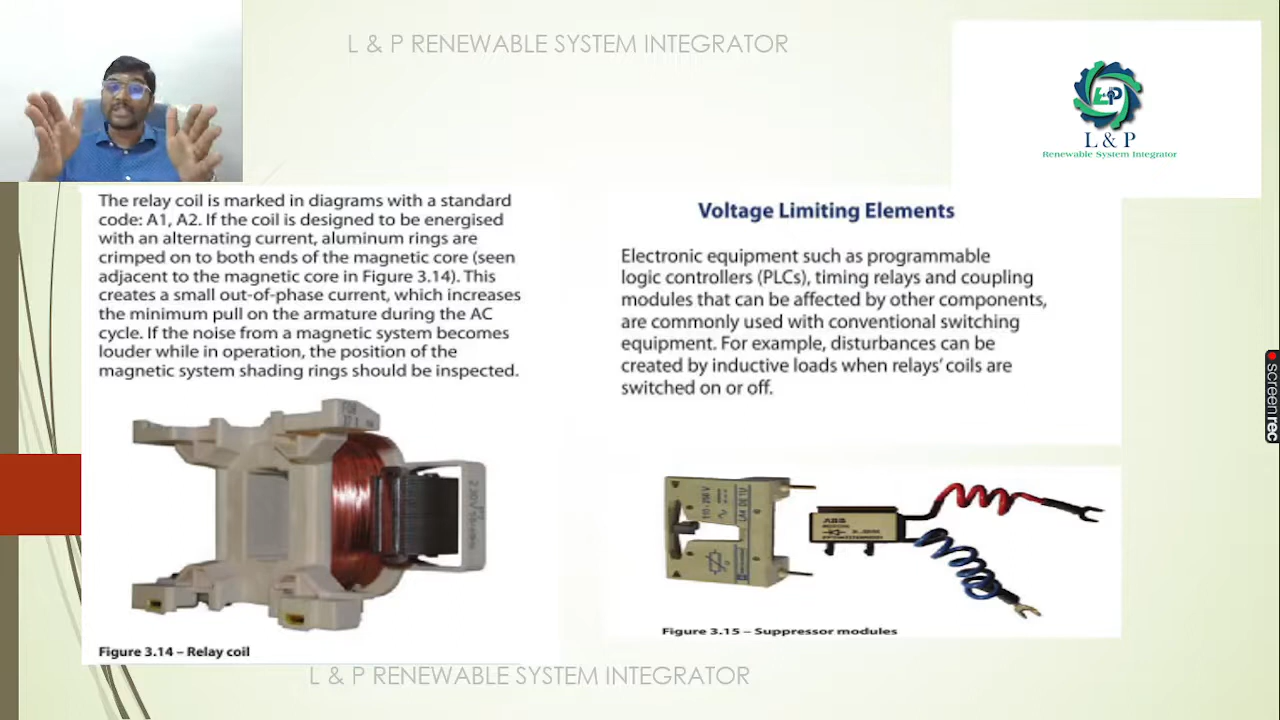 L & P RENEWABLE SYSTEM INTEGRATOR
L & P
Renewable System Integrator
The relay coil is marked in diagrams with a standard
code: A1, A2. If the coil is designed to be energised
with an alternating current, aluminum rings are
crimped on to both ends of the magnetic core (seen
adjacent to the magnetic core in Figure 3.14). This
creates a small out-of-phase current, which increases
the minimum pull on the armature during the AC
cycle. If the noise from a magnetic system becomes
louder while in operation, the position of the
magnetic system shading rings should be inspected.
Figure 3.14 – Relay coil
Voltage Limiting Elements
Electronic equipment such as programmable
logic controllers (PLCs), timing relays and coupling
modules that can be affected by other components,
are commonly used with conventional switching
equipment. For example, disturbances can be
created by inductive loads when relays’ coils are
switched on or off.
110-250 V
LA4 DE1U
ABB
Figure 3.15 – Suppressor modules
L & P RENEWABLE SYSTEM INTEGRATOR
screenrec